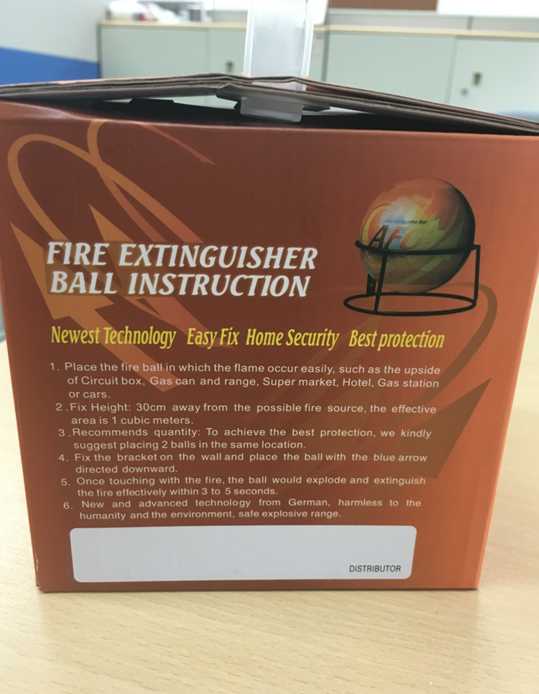 FIRE EXTINGUISHER
BALL INSTRUCTION
AF
Newest Technology Easy Fix Home Security Best protection
1. Place the fire ball in which the flame occur easily, such as the upside
of Circuit box, Gas can and range, Super market, Hotel, Gas station
or cars.
2.Fix Height: 30cm away from the possible fire source, the effective
area is 1 cubic meters.
3.Recommends quantity: To achieve the best protection, we kindly
suggest placing 2 balls in the same location.
4. Fix the bracket on the wall and place the ball with the blue arrow
directed downward.
5. Once touching with the fire, the ball would explode and extinguish
the fire effectively within 3 to 5 seconds.
6. New and advanced technology from German, harmless to the
humanity and the environment, safe explosive range.
DISTRIBUTOR